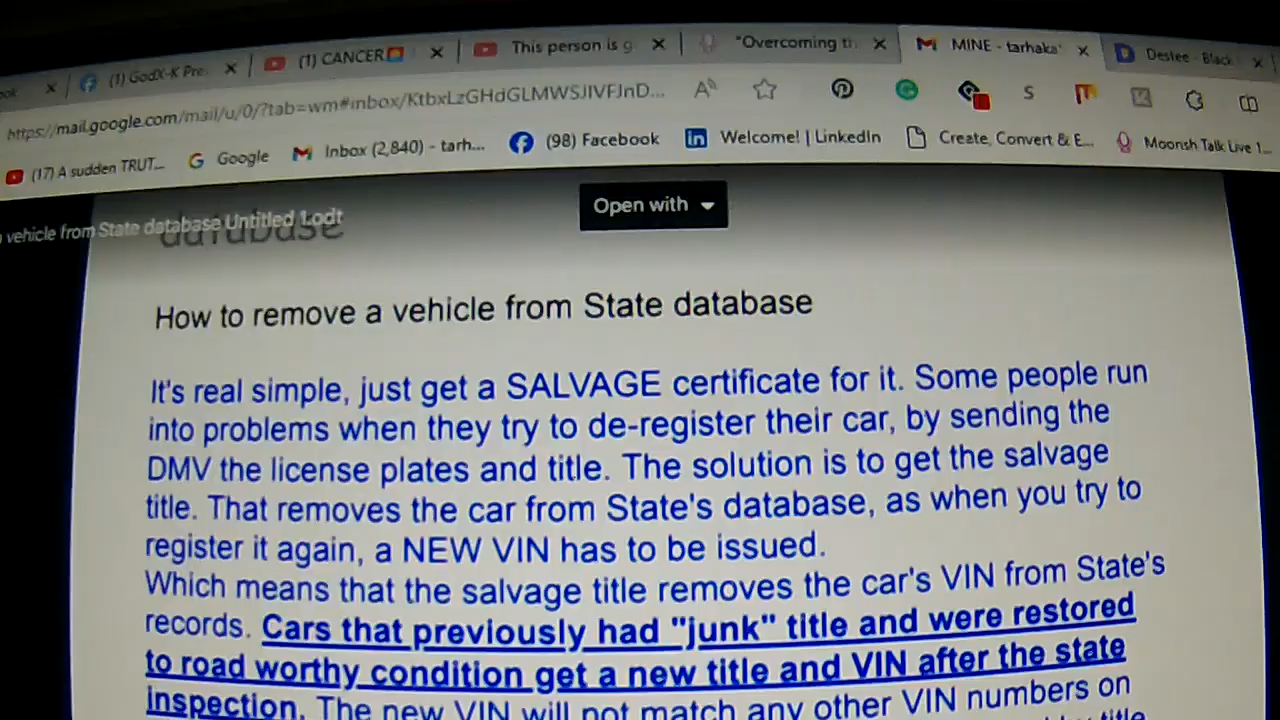 (1) GodX-K Pre
(1) CANCER
This person is g
"Overcoming t
MINE - tarhaka
Destee - Black
https://mail.google.com/mail/u/0/?tab=wm#inbox/KtbxLzGHdGLMWSJIVFJnD...
(17) A sudden TRUT...
Google
Inbox (2,840) - tarh...
(98) Facebook
Welcome! | LinkedIn
Create, Convert & E...
Moorish Talk Live 1...
vehicle from State database Untitled 1.odt
Open with
database
How to remove a vehicle from State database
It's real simple, just get a SALVAGE certificate for it. Some people run
into problems when they try to de-register their car, by sending the
DMV the license plates and title. The solution is to get the salvage
title. That removes the car from State's database, as when you try to
register it again, a NEW VIN has to be issued.
Which means that the salvage title removes the car's VIN from State's
records. Cars that previously had "junk" title and were restored
to road worthy condition get a new title and VIN after the state
inspection. The new VIN will not match any other VIN numbers on